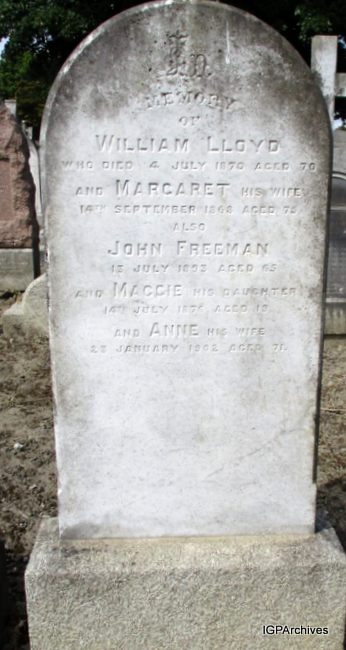 IN
MEMORY
OF
WILLIAM LLOYD
WHO DIED 4 JULY 1870 AGED 70
AND MARGARET HIS WIFE
14TH SEPTEMBER 1868 AGED 75
ALSO
JOHN FREEMAN
13 JULY 1893 AGED 65
AND MAGGIE HIS DAUGHTER
14TH JULY 1876 AGED 19
AND ANNE HIS WIFE
28 JANUARY 1902 AGED 71.
IGPArchives